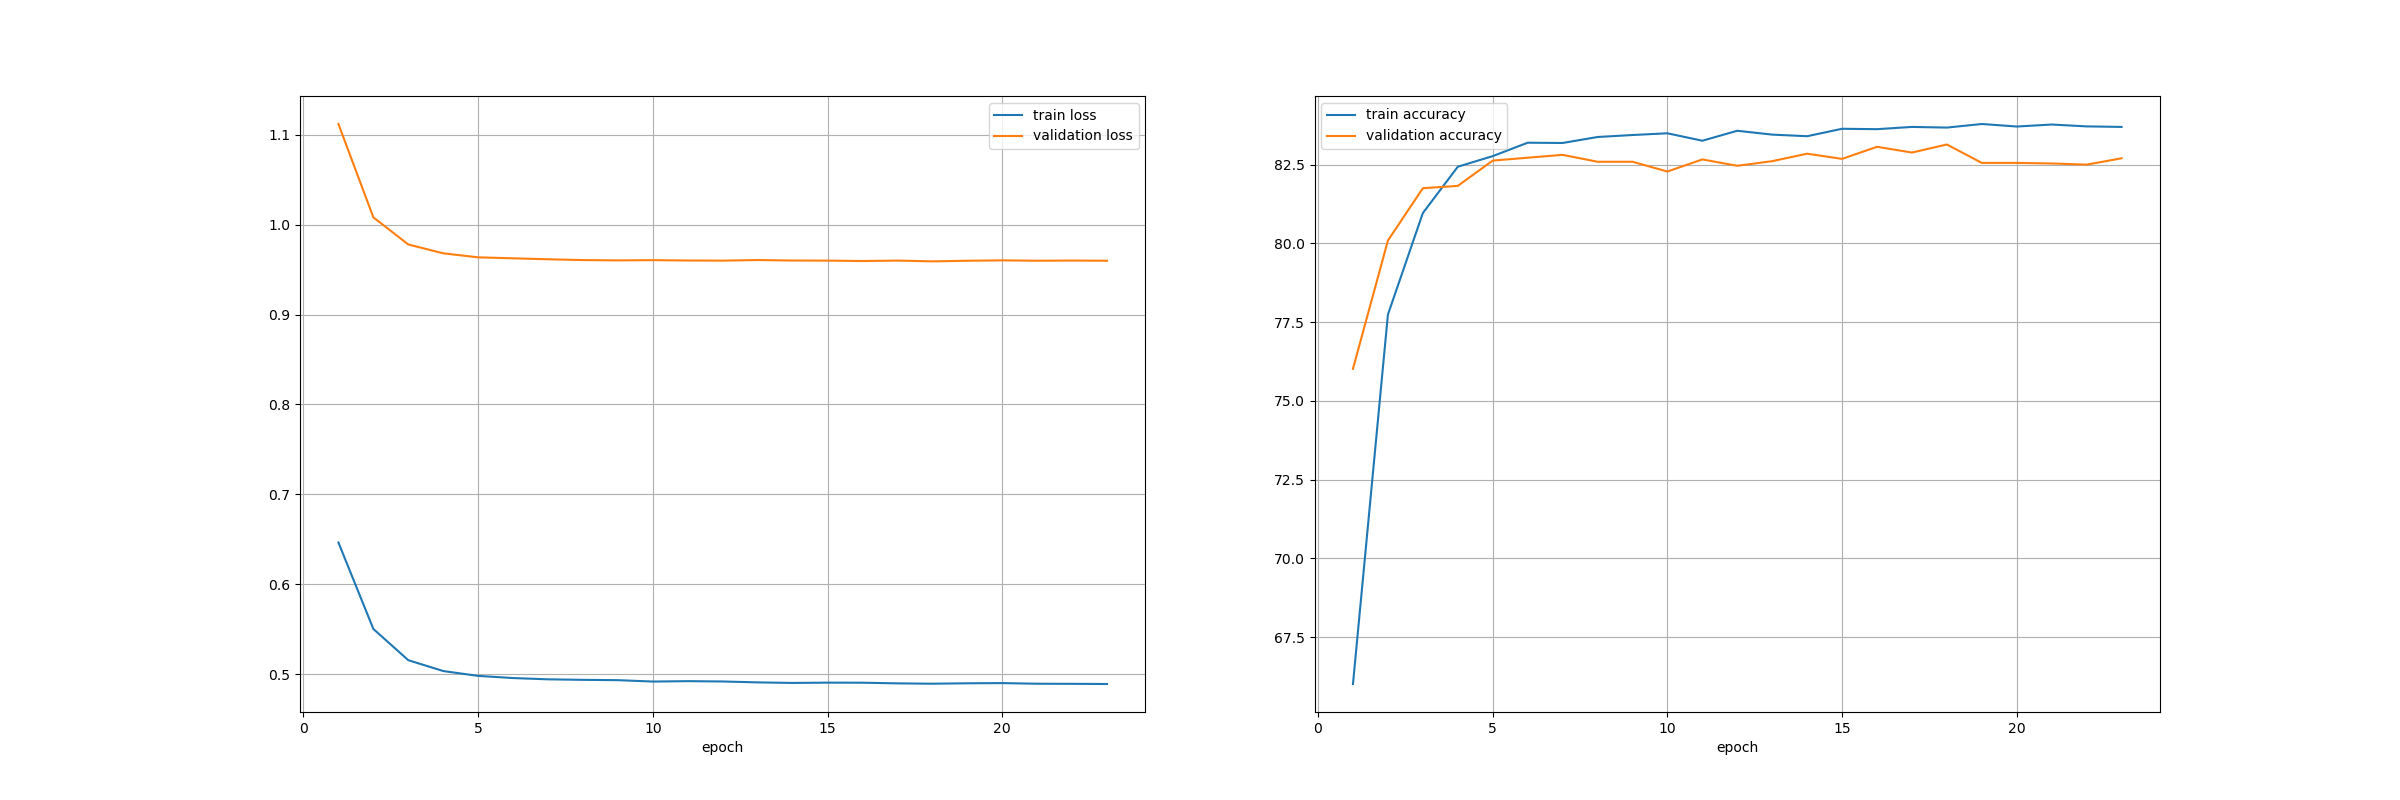 train loss
validation loss
1.1
1.0
0.9
0.8
0.7
0.6
0.5
0 5 10 15 20
epoch
train accuracy
validation accuracy
82.5
80.0
77.5
75.0
72.5
70.0
67.5
0 5 10 15 20
epoch